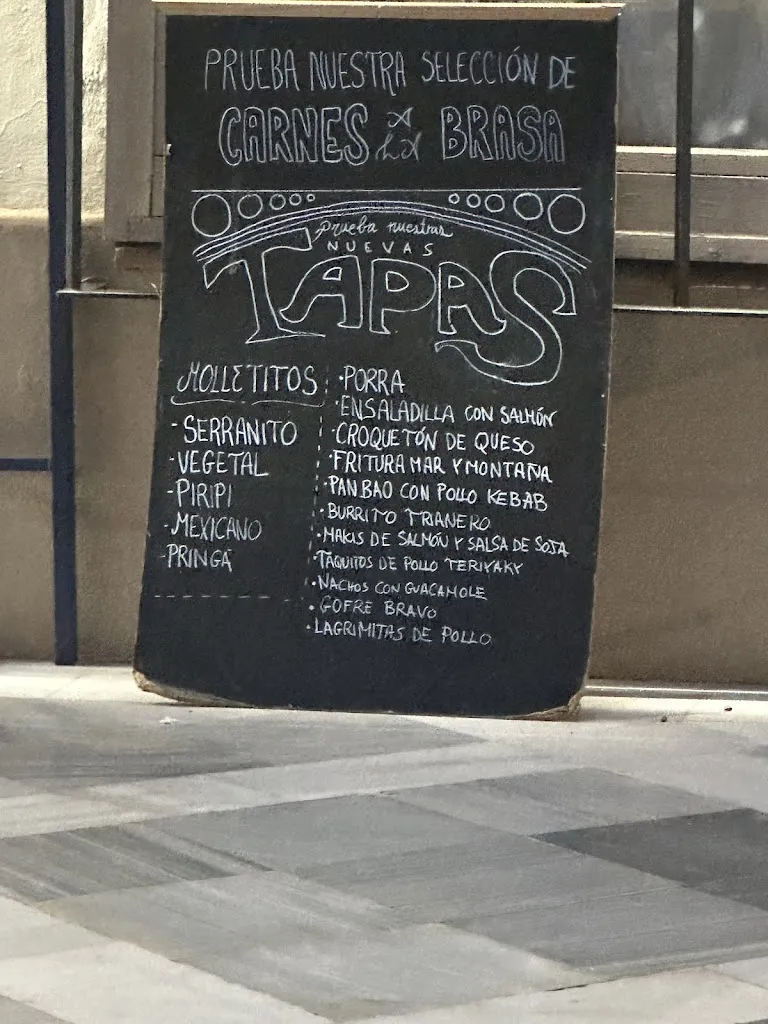 PRUEBA NUESTRA SELECCIÓN DE
CARNES A LA BRASA
Prueba nuestras
NUEVAS
TAPAS
MOLLETITOS
- SERRANITO
- VEGETAL
- PIRIPI
- MEXICANO
- PRINGÁ
· PORRA
· ENSALADILLA CON SALMÓN
· CROQUETÓN DE QUESO
· FRITURA MAR Y MONTAÑA
· PAN BAO CON POLLO KEBAB
· BURRITO TRIANERO
· MAKIS DE SALMÓN Y SALSA DE SOJA
· TAQUITOS DE POLLO TERIYAKY
· NACHOS CON GUACAMOLE
· GOFRE BRAVO
· LAGRIMITAS DE POLLO